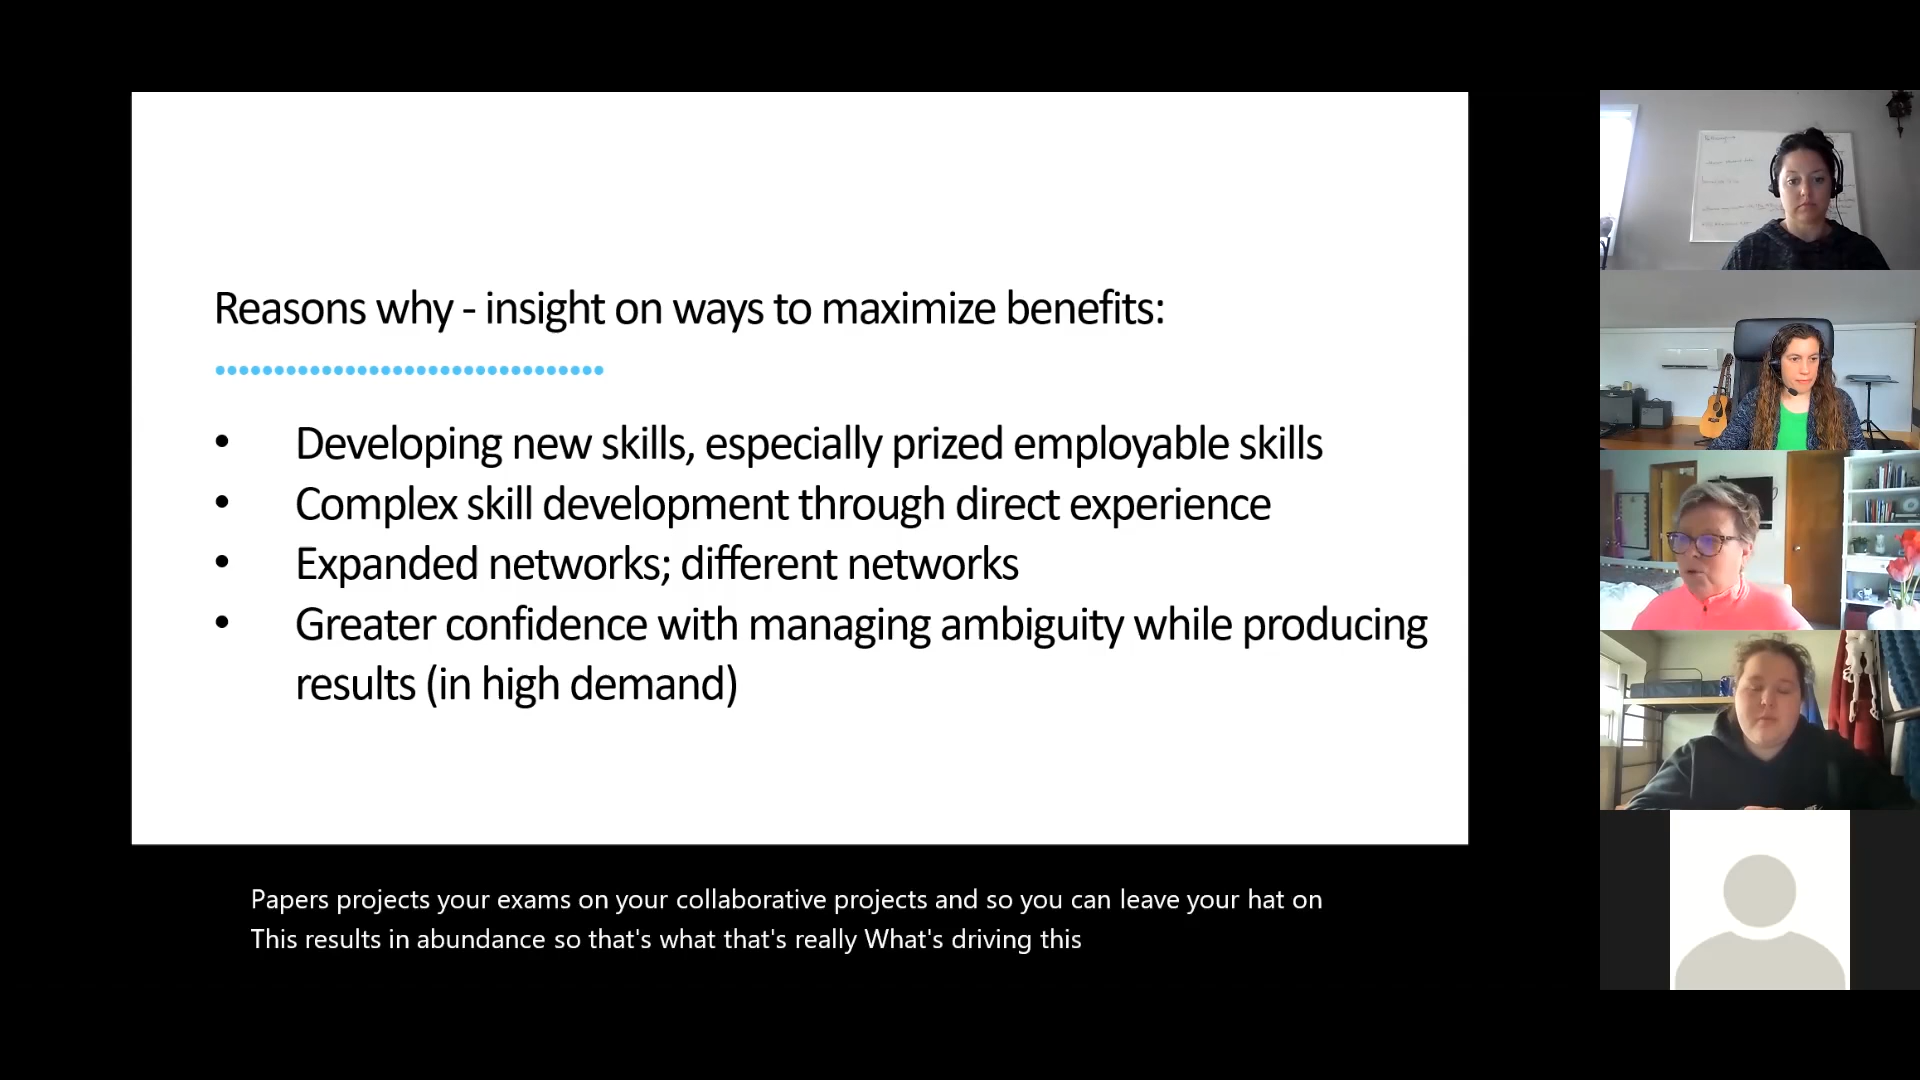 Reasons why - insight on ways to maximize benefits:
• Developing new skills, especially prized employable skills
• Complex skill development through direct experience
• Expanded networks; different networks
• Greater confidence with managing ambiguity while producing
results (in high demand)
Papers projects your exams on your collaborative projects and so you can leave your hat on
This results in abundance so that's what that's really What's driving this